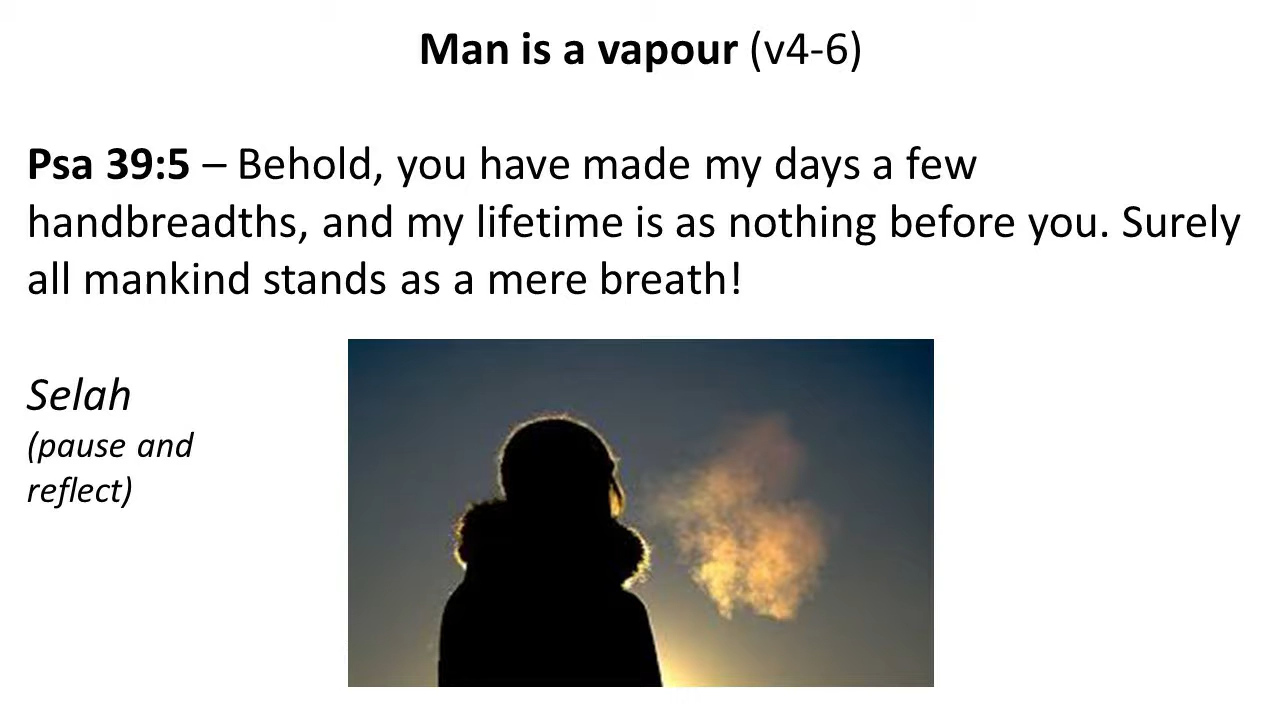 Man is a vapour (v4-6)
Psa 39:5 – Behold, you have made my days a few
handbreadths, and my lifetime is as nothing before you. Surely
all mankind stands as a mere breath!
Selah
(pause and
reflect)